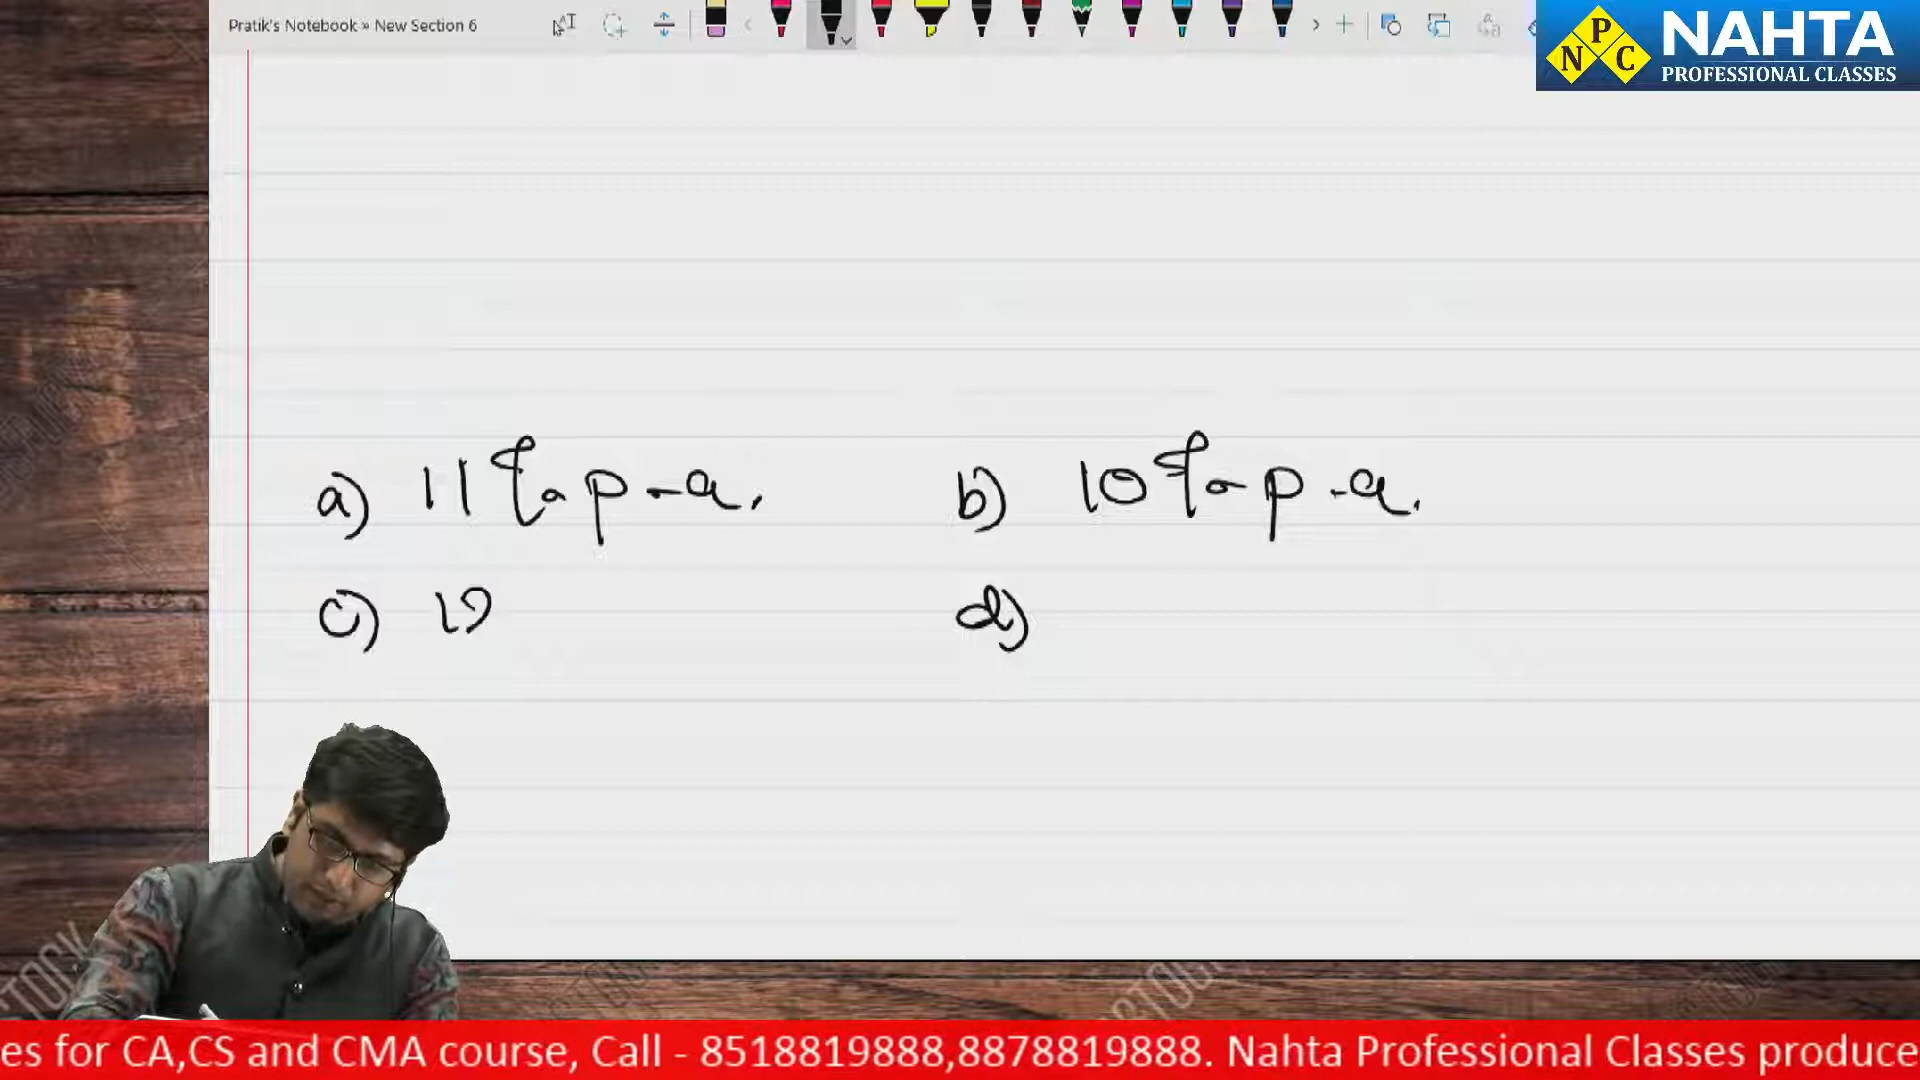 Pratik's Notebook » New Section 6
NPC
NAHTA
PROFESSIONAL CLASSES
a) 11% p.a. b) 10% p.a.
c) 12 d)
es for CA,CS and CMA course, Call - 8518819888,8878819888. Nahta Professional Classes produce